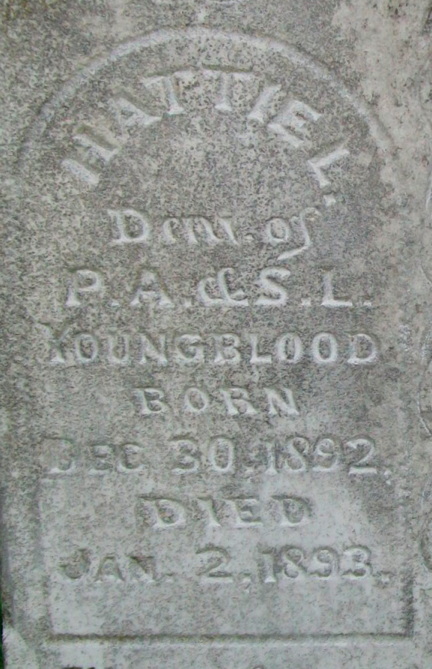 HATTIE L.
Dau. of
P. A. & S. L.
YOUNGBLOOD
BORN
DEC 30, 1892,
DIED
JAN. 2, 1893.